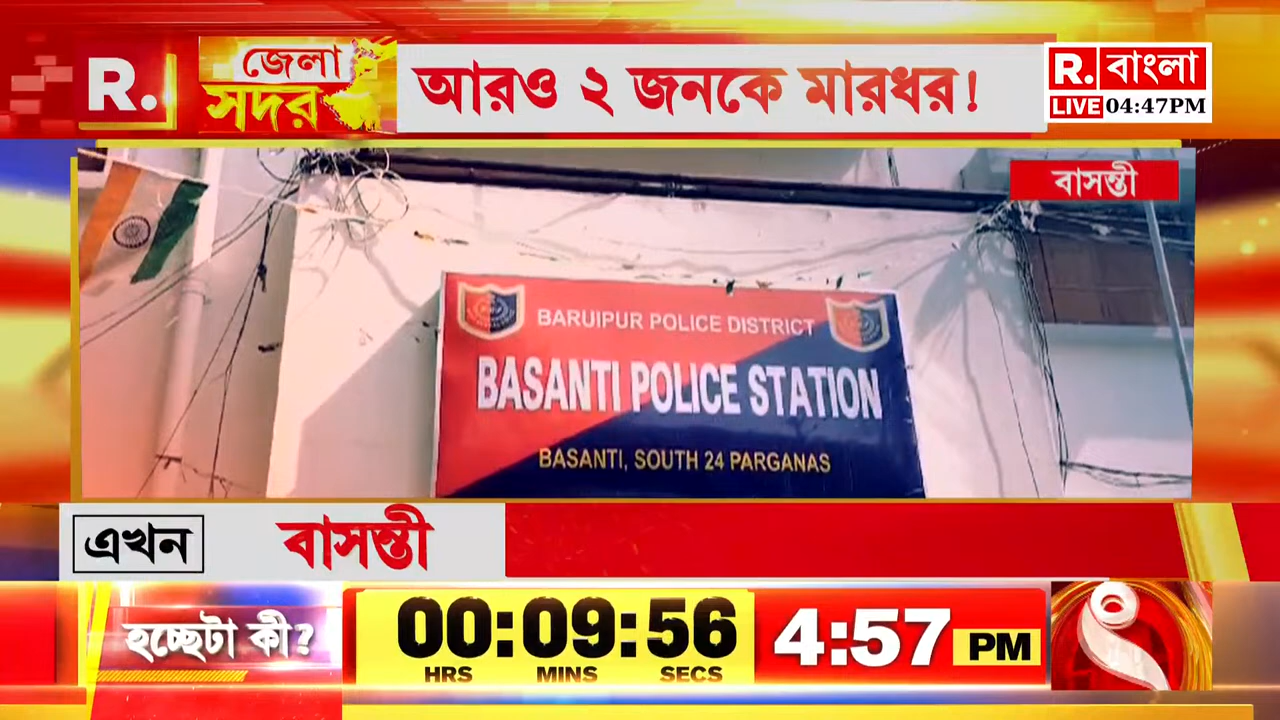 R.
জেলা
সদর
আরও ২ জনকে মারধর!
R. বাংলা
LIVE 04:47PM
বাসন্তী
BARUIPUR POLICE DISTRICT
BASANTI POLICE STATION
BASANTI, SOUTH 24 PARGANAS
এখন
বাসন্তী
হচ্ছেটা কী?
00:09:56
HRS MINS SECS
4:57 PM